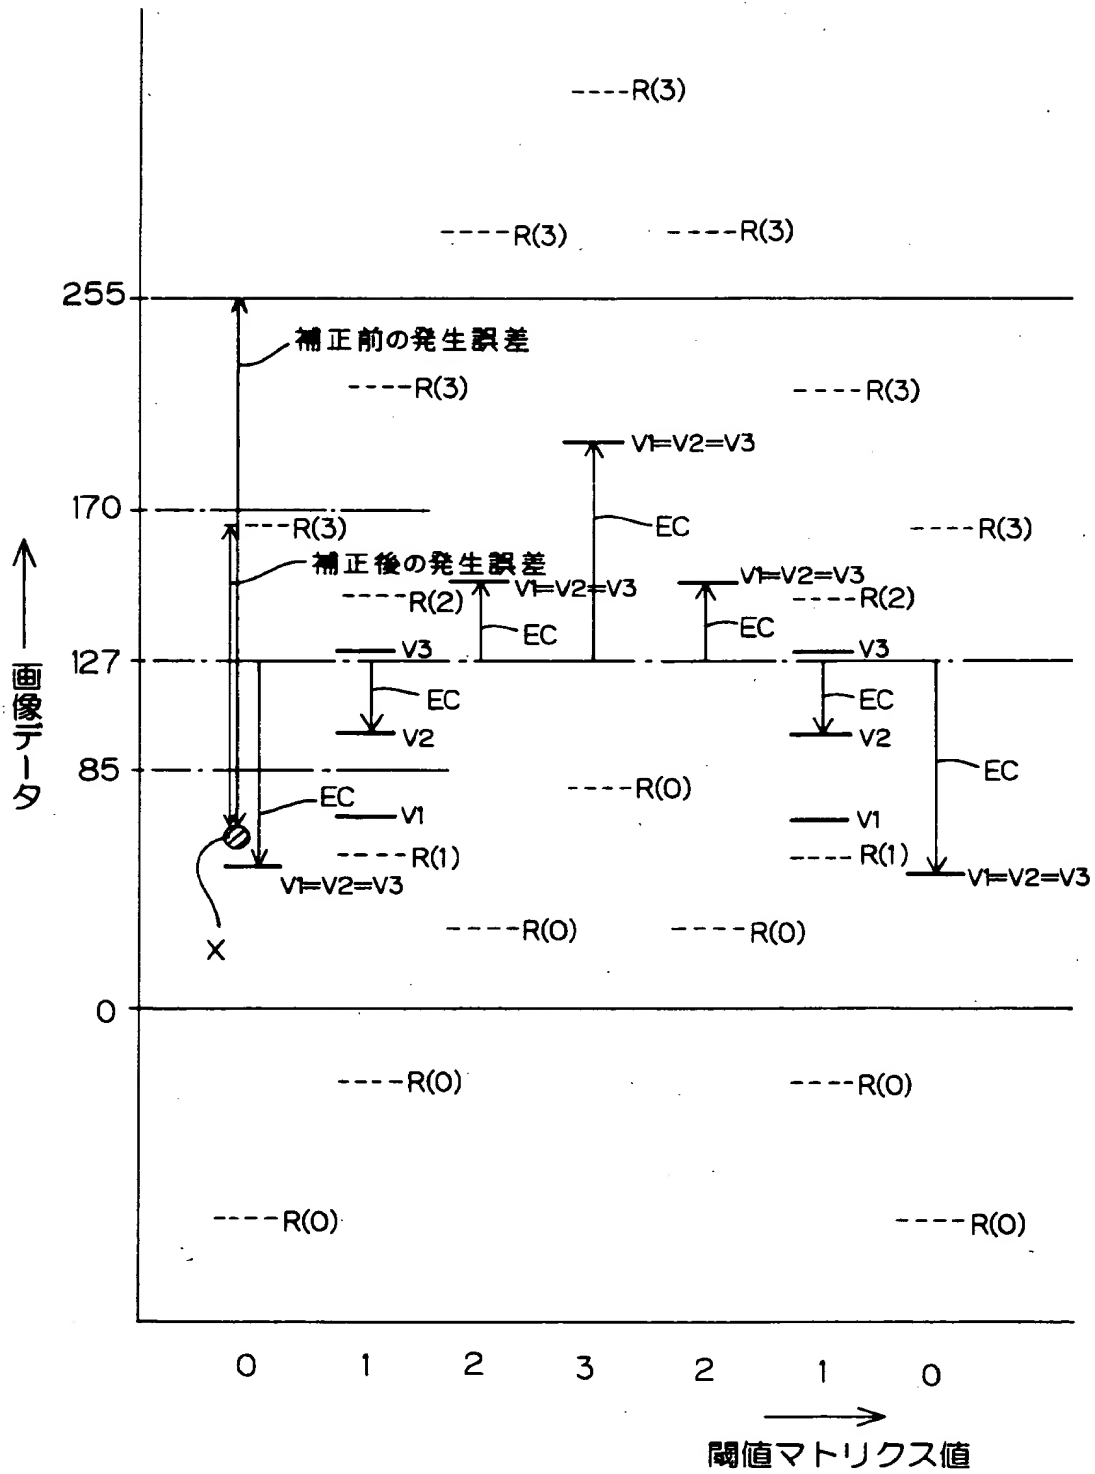 R(3)
R(3) R(3)
255
補正前の発生誤差
R(3) R(3)
V1=V2=V3
170
R(3) EC R(3)
補正後の発生誤差
V1=V2=V3 V1=V2=V3
R(2) R(2)
EC EC
V3 V3
127
EC EC
V2 V2
85
EC R(0) EC
V1 V1
R(1) R(1)
V1=V2=V3 V1=V2=V3
X R(0) R(0)
0
R(0) R(0)
R(0) R(0)
0 1 2 3 2 1 0
閾値マトリクス値
画像データ